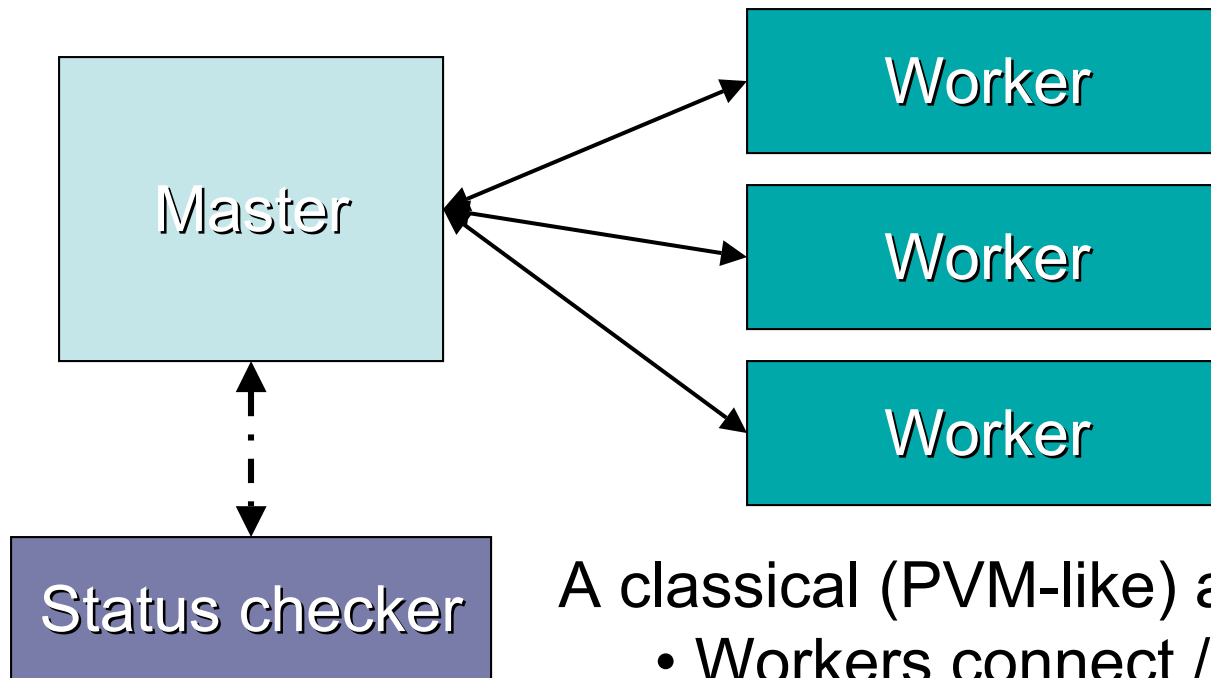 Worker
Master
Worker
Worker
Status checker
A classical (PVM-like)
• Workers connect /